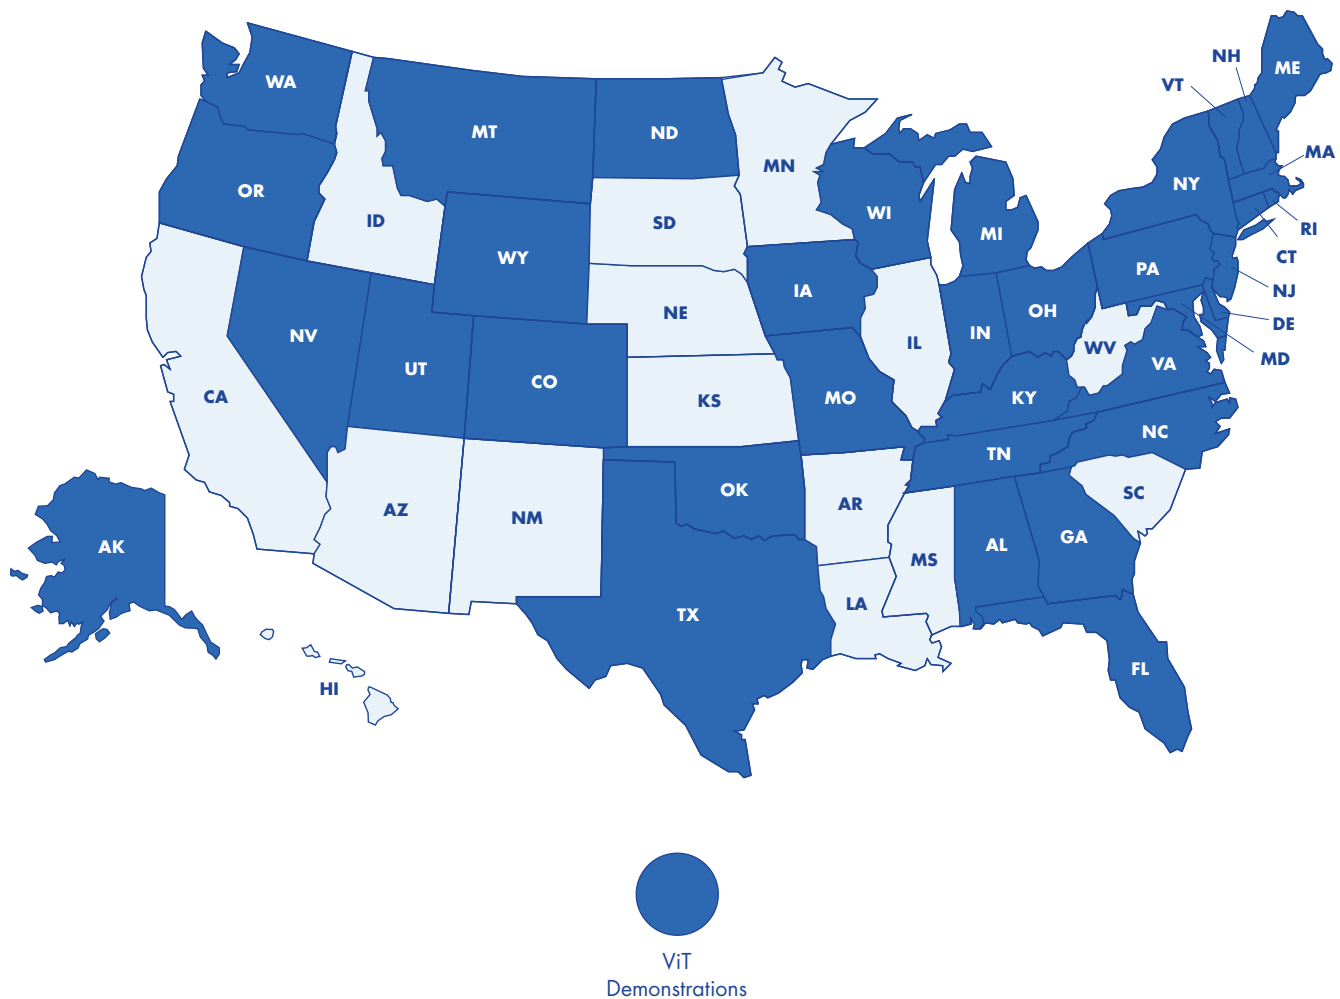 NH
ME
VT
WA
MT
ND
MA
MN
NY
OR
ID
SD
WI
RI
MI
CT
WY
PA
IA
NJ
NE
OH
DE
NV
IN
IL
WV
MD
UT
VA
CO
CA
KS
MO
KY
NC
TN
OK
SC
AZ
AR
NM
GA
AK
AL
MS
LA
TX
FL
HI
ViT
Demonstrations